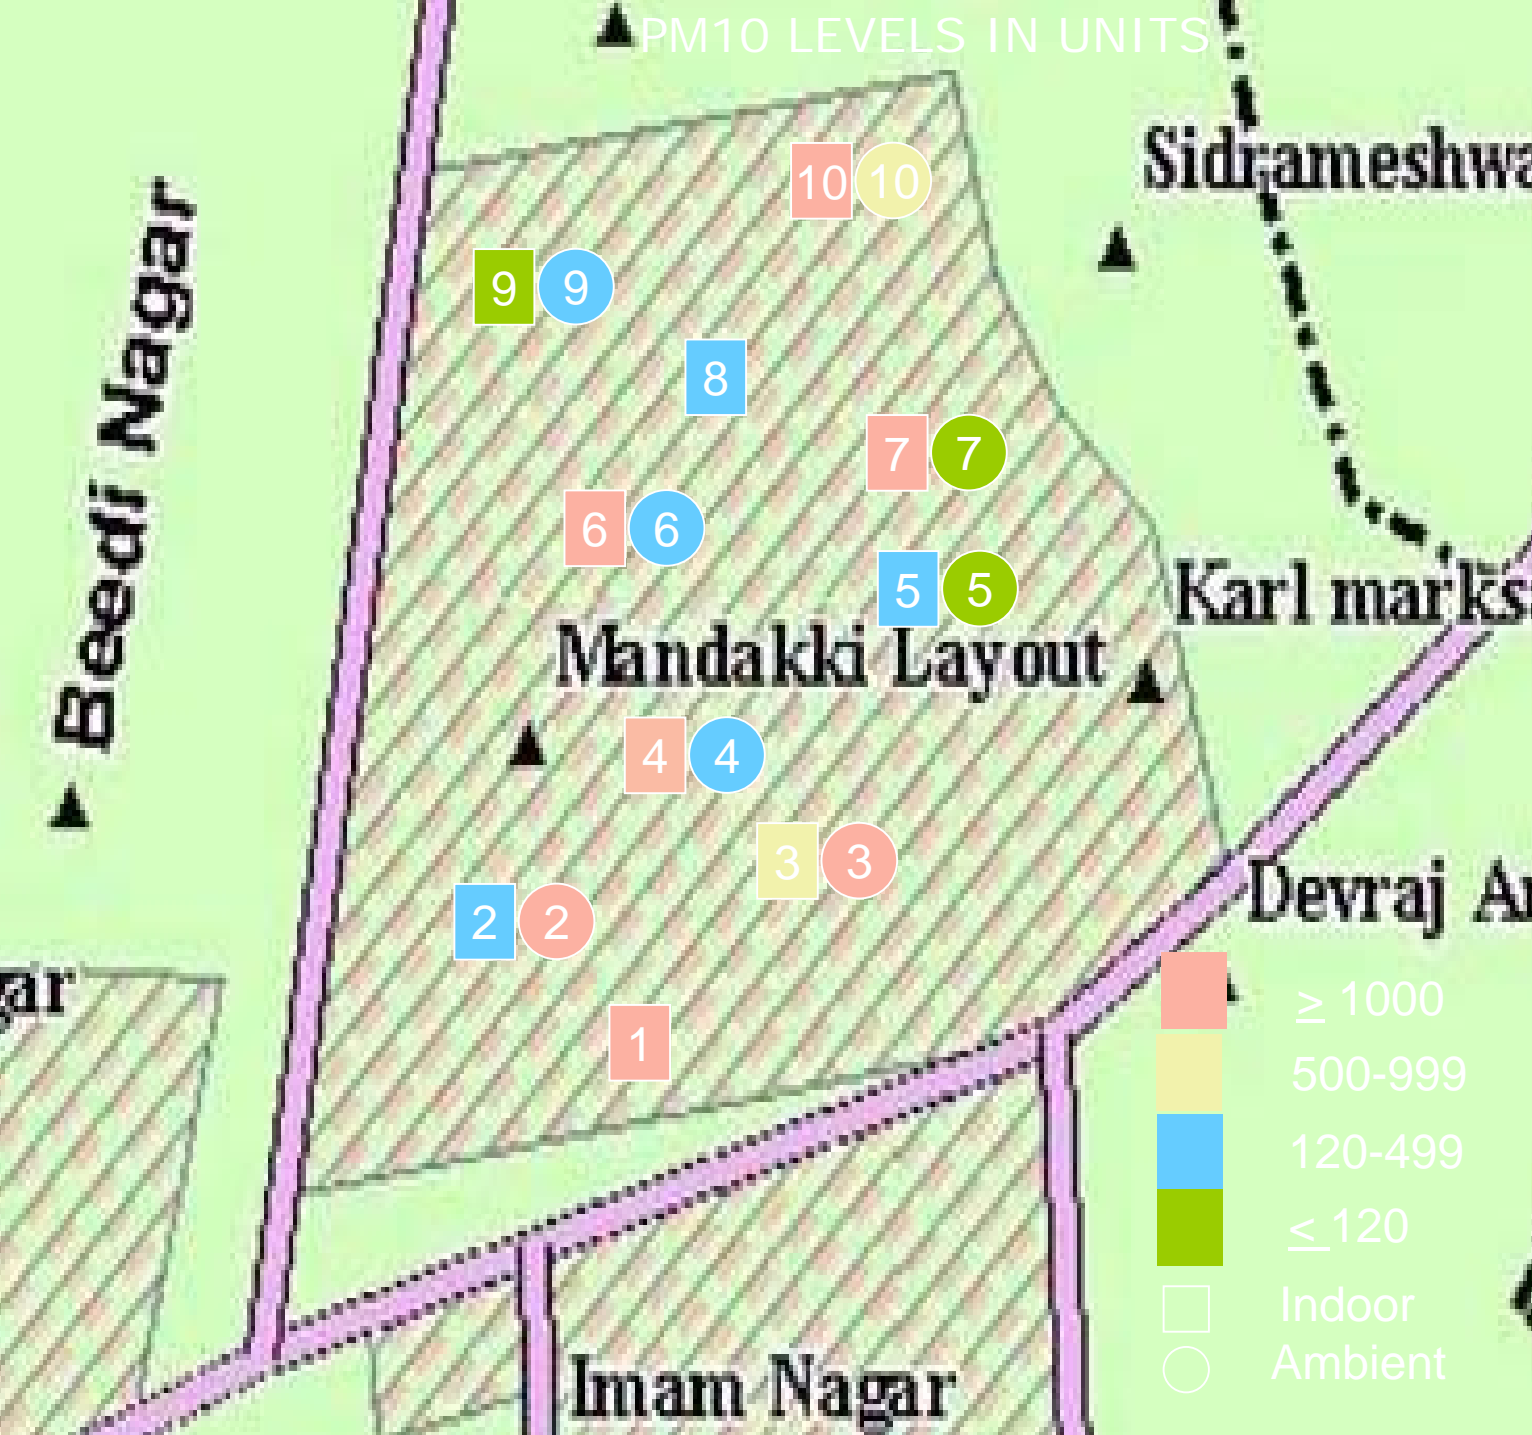 PM10 LEVELS IN UNITS
Sidrameshwa
10 10
Beedi Nagar
9 9
8
7 7
6 6
5 5
Karl marks
Mandakki Layout
4 4
3 3
Devraj Ar
2 2
gar
≥ 1000
1
500-999
120-499
≤ 120
Indoor
Ambient
Imam Nagar